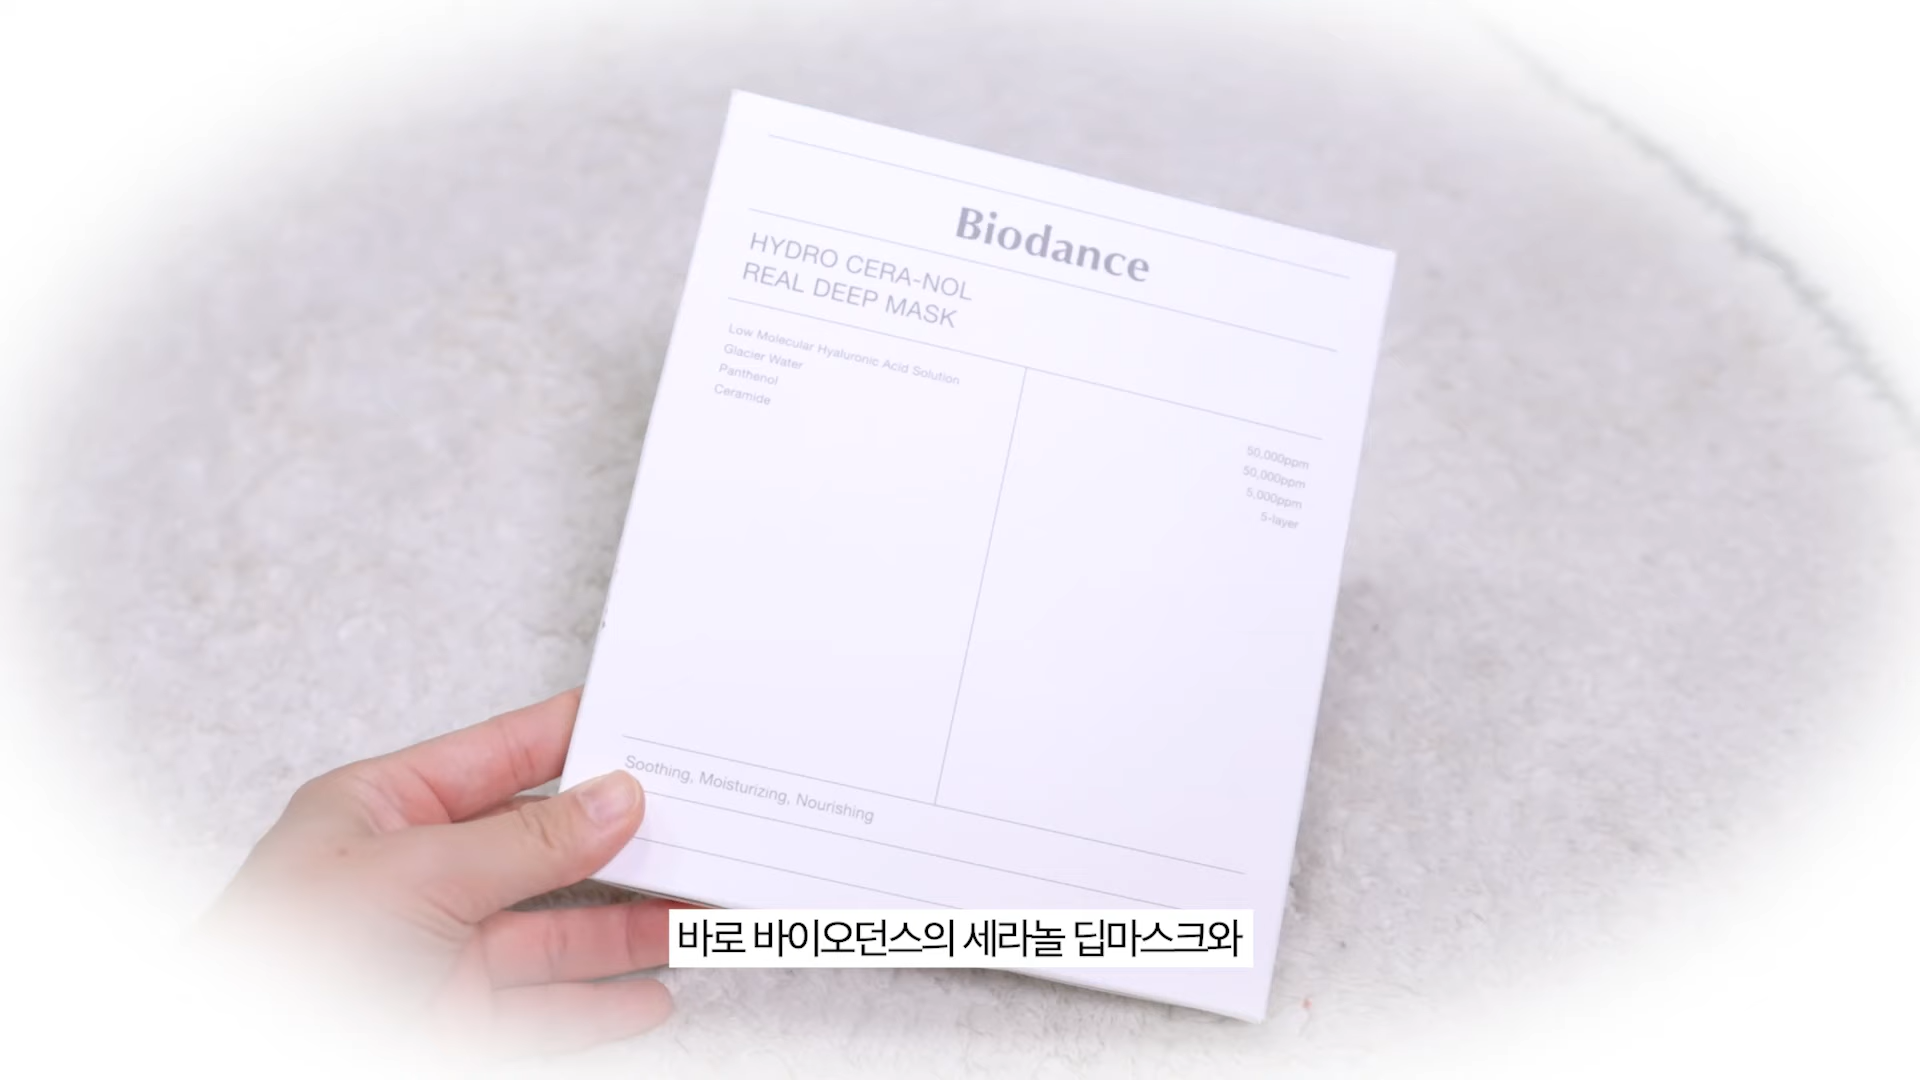 Biodance
HYDRO CERA-NOL
REAL DEEP MASK
Low Molecular Hyaluronic Acid Solution
Glacier Water
Panthenol
Ceramide
50,000ppm
50,000ppm
5,000ppm
5-layer
Soothing, Moisturizing, Nourishing
바로 바이오던스의 세라놀 딥마스크와